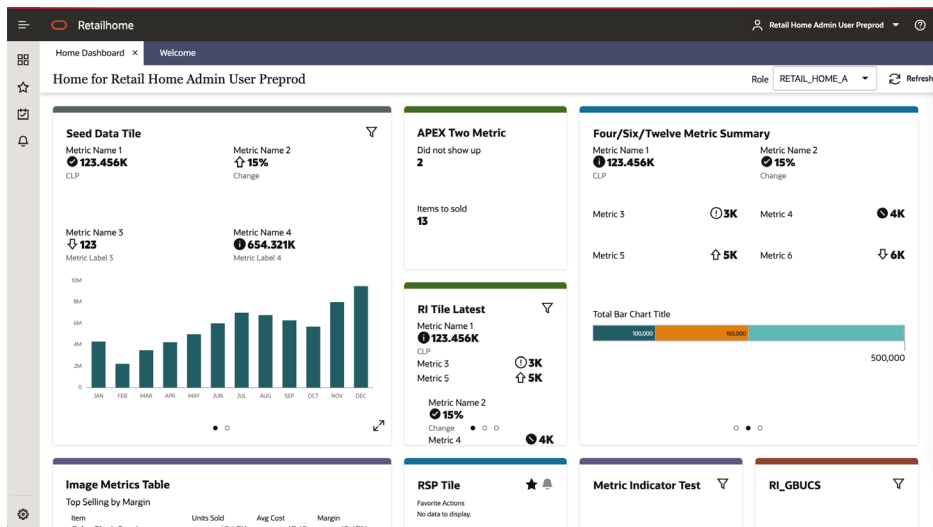 Retailhome
Retail Home Admin User Preprod
Home Dashboard
Welcome
Home for Retail Home Admin User Preprod
Role
RETAIL_HOME_A
Refresh
Seed Data Tile
Metric Name 1
123.456K
CLP
Metric Name 2
15%
Change
Metric Name 3
123
Metric Label 3
Metric Name 4
654.321K
Metric Label 4
10M
8M
6M
4M
2M
0
JAN FEB MAR APR MAY JUN JUL AUG SEP OCT NOV DEC
APEX Two Metric
Did not show up
2
Items to sold
13
RI Tile Latest
Metric Name 1
123.456K
CLP
Metric 3 3K
Metric 5 5K
Metric Name 2
15%
Change
Metric 4 4K
Four/Six/Twelve Metric Summary
Metric Name 1
123.456K
CLP
Metric Name 2
15%
Change
Metric 3 3K
Metric 4 4K
Metric 5 5K
Metric 6 6K
Total Bar Chart Title
100,000 150,000
500,000
Image Metrics Table
Top Selling by Margin
Item Units Sold Avg Cost Margin
RSP Tile
Favorite Actions
No data to display.
Metric Indicator Test
RI_GBUCS